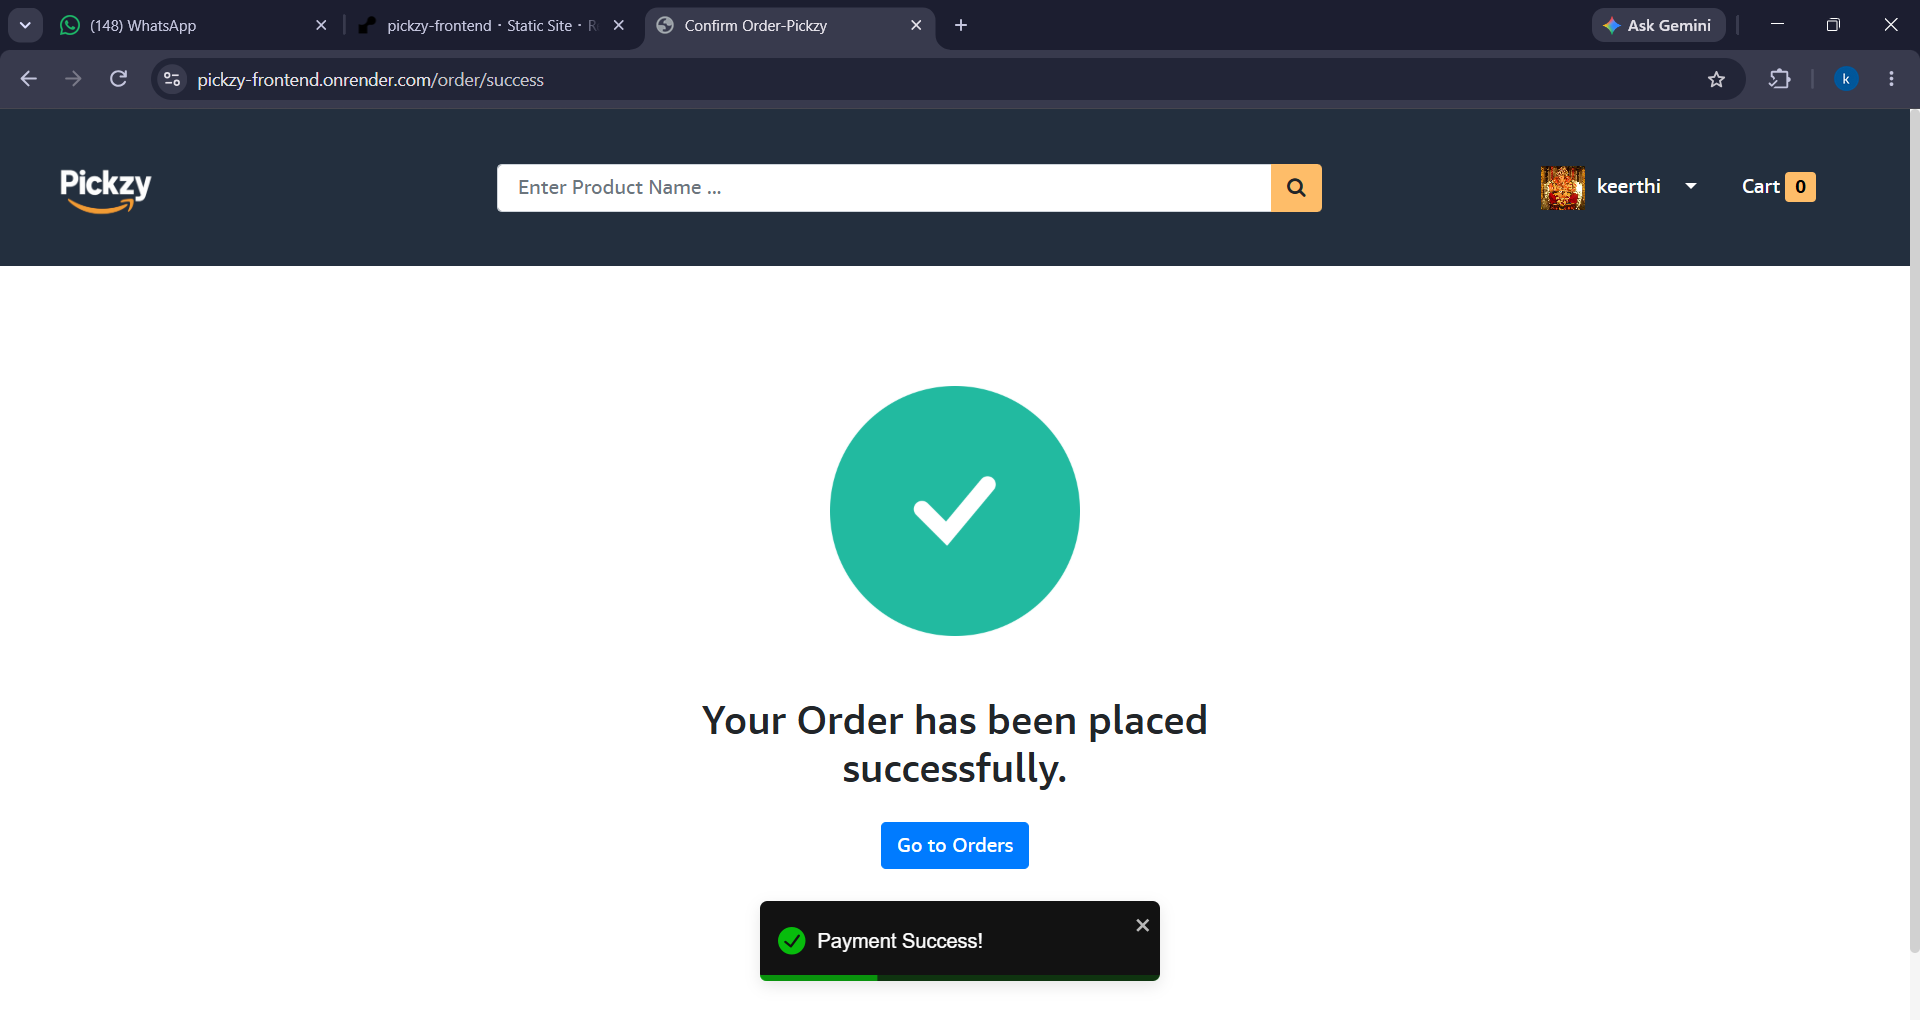 (148) WhatsApp
pickzy-frontend · Static Site ·
Confirm Order-Pickzy
Ask Gemini
pickzy-frontend.onrender.com/order/success
k
Pickzy
Enter Product Name ...
keerthi
Cart 0
Your Order has been placed
successfully.
Go to Orders
Payment Success!